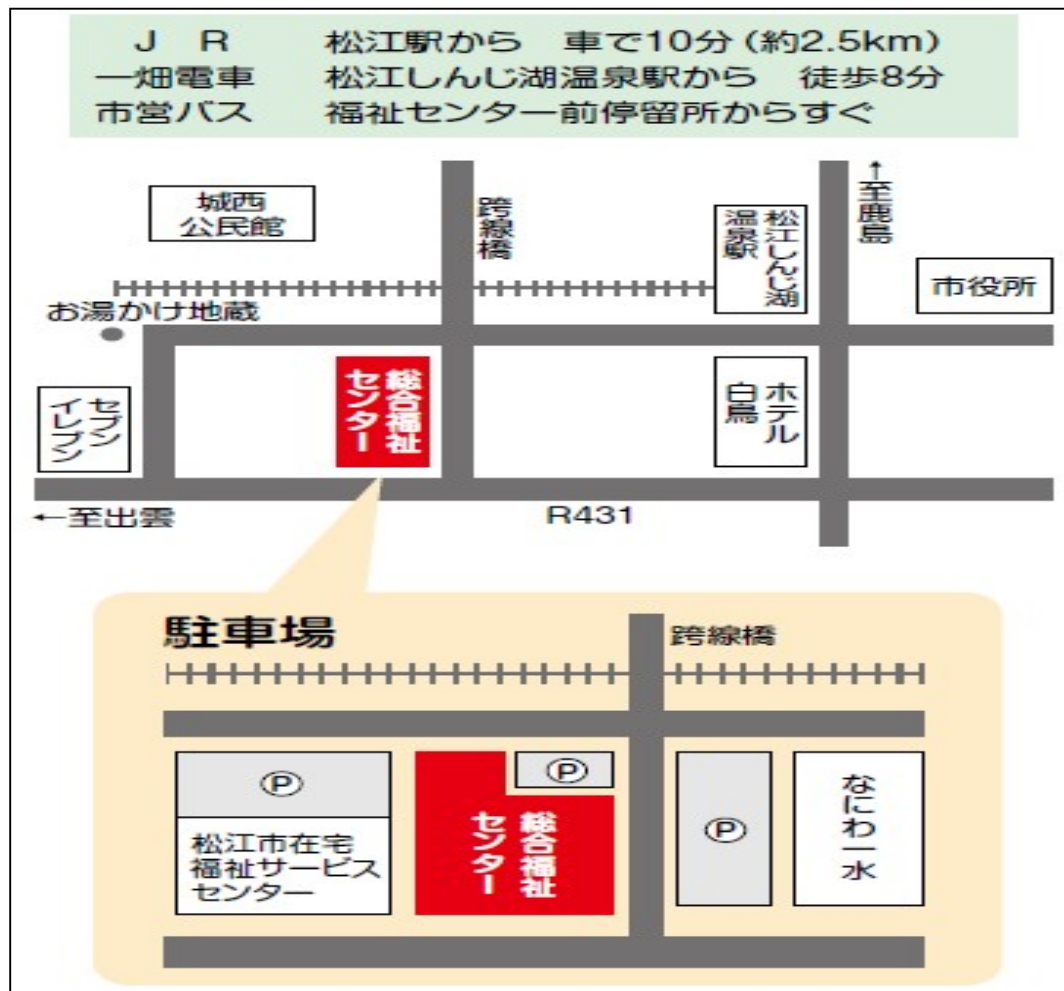 J R 松江駅から 車で10分（約2.5km）
一畑電車 松江しんじ湖温泉駅から 徒歩8分
市営バス 福祉センター前停留所からすぐ
城西
公民館
跨線橋
松江しんじ湖
温泉駅
↑至鹿島
市役所
お湯かけ地蔵
セブン
イレブン
総合福祉
センター
ホテル
白鳥
←至出雲
R431
駐車場
跨線橋
P
松江市在宅
福祉サービス
センター
P
総合福祉
センター
P
なにわ一水